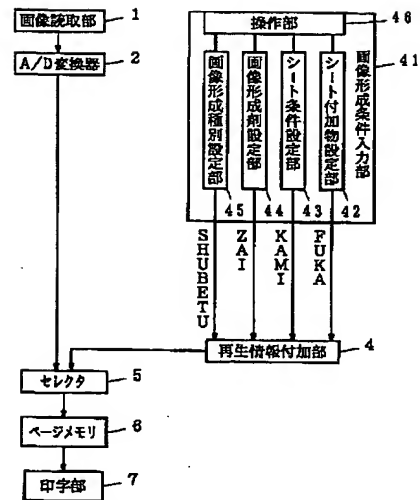 画像読取部
1
A/D変換器
2
操作部
46
画像形成条件入力部
41
画像形成種別設定部
画像形成剤設定部
シート条件設定部
シート付加物設定部
45
44
43
42
SHUBETU
ZAI
KAMI
FUKA
再生情報付加部
4
セレクタ
5
ページメモリ
6
印字部
7